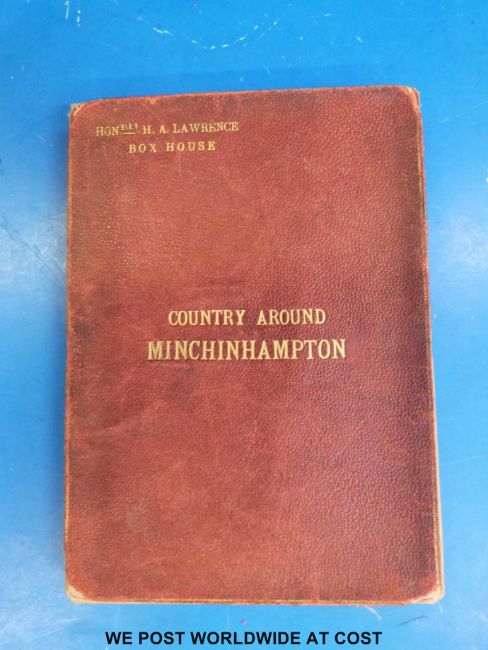 HONBLE H. A. LAWRENCE
BOX HOUSE
COUNTRY AROUND
MINCHINHAMPTON
WE POST WORLDWIDE AT COST